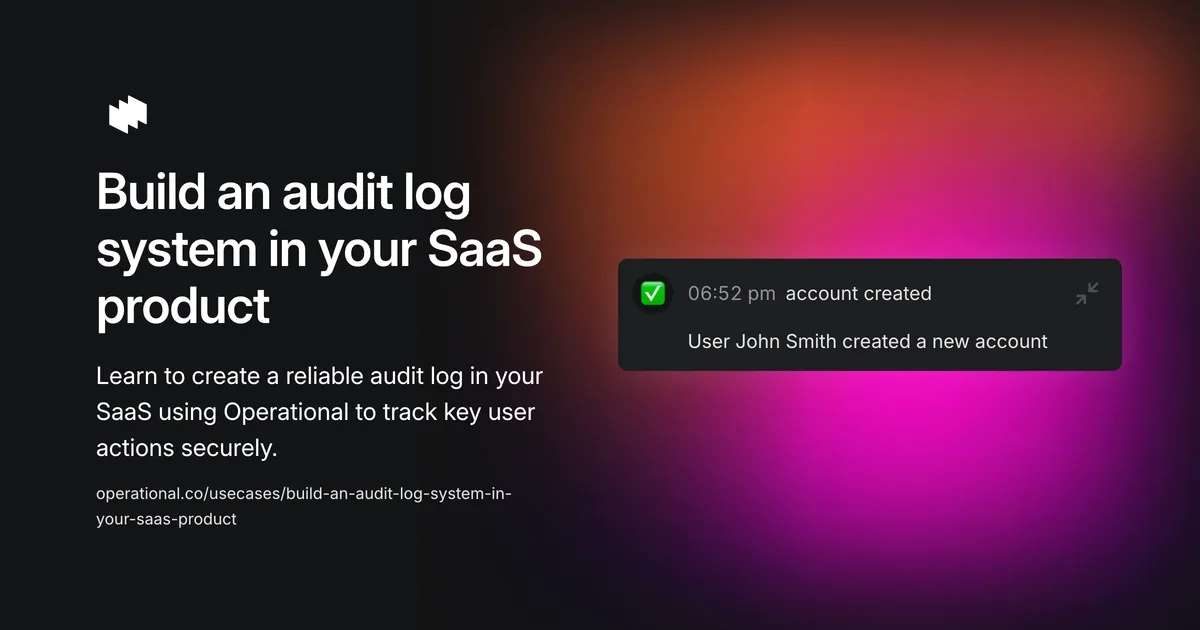 Build an audit log
system in your SaaS
product
Learn to create a reliable audit log in your
SaaS using Operational to track key user
actions securely.
operational.co/usecases/build-an-audit-log-system-in-
your-saas-product
06:52 pm account created
User John Smith created a new account